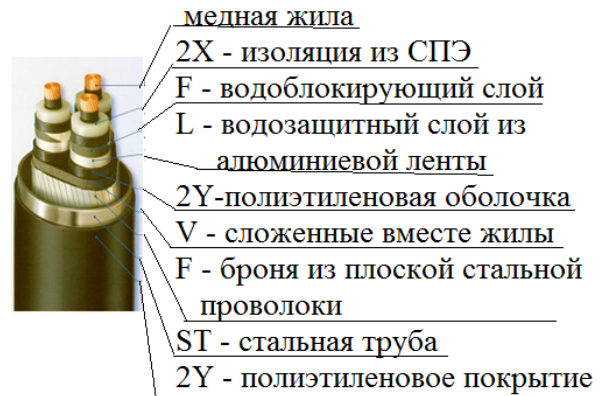 медная жила
2X - изоляция из СПЭ
F - водоблокирующий слой
L - водозащитный слой из
алюминиевой ленты
2Y-полиэтиленовая оболочка
V - сложенные вместе жилы
F - броня из плоской стальной
проволоки
ST - стальная труба
2Y - полиэтиленовое покрытие